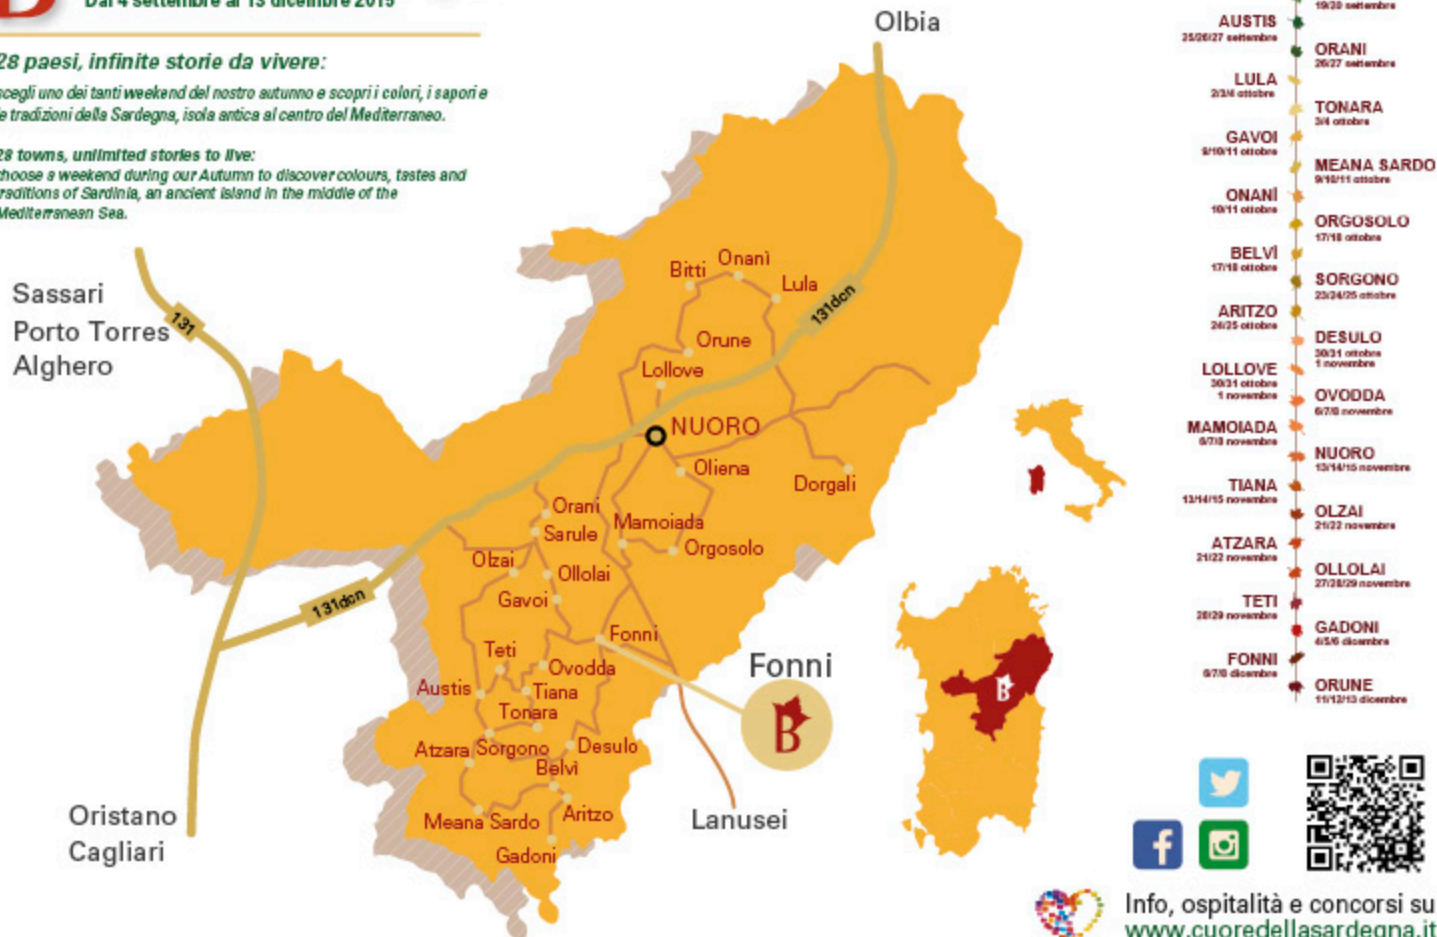 Dal 4 settembre al 13 dicembre 2015
28 paesi, infinite storie da vivere:
scegli uno dei tanti weekend del nostro autunno e scopri i colori, i sapori e
le tradizioni della Sardegna, isola antica al centro del Mediterraneo.
28 towns, unlimited stories to live:
choose a weekend during our Autumn to discover colours, tastes and
traditions of Sardinia, an ancient island in the middle of the
Mediterranean Sea.
Olbia
Sassari
Porto Torres
Alghero
131
131dcn
131dcn
Bitti
Onanì
Lula
Orune
Lollove
NUORO
Oliena
Dorgali
Orani
Sarule
Mamoiada
Orgosolo
Olzai
Ollolai
Gavoi
Fonni
Teti
Ovodda
Austis
Tiana
Tonara
Atzara
Sorgono
Desulo
Belvì
Meana Sardo
Aritzo
Gadoni
Fonni
B
Lanusei
Oristano
Cagliari
B
19/20 settembre
AUSTIS
25/26/27 settembre
ORANI
26/27 settembre
LULA
2/3/4 ottobre
TONARA
3/4 ottobre
GAVOI
9/10/11 ottobre
MEANA SARDO
9/10/11 ottobre
ONANÌ
10/11 ottobre
ORGOSOLO
17/18 ottobre
BELVÌ
17/18 ottobre
SORGONO
23/24/25 ottobre
ARITZO
24/25 ottobre
DESULO
30/31 ottobre
1 novembre
LOLLOVE
30/31 ottobre
1 novembre
OVODDA
6/7/8 novembre
MAMOIADA
6/7/8 novembre
NUORO
13/14/15 novembre
TIANA
13/14/15 novembre
OLZAI
21/22 novembre
ATZARA
21/22 novembre
OLLOLAI
27/28/29 novembre
TETI
28/29 novembre
GADONI
4/5/6 dicembre
FONNI
6/7/8 dicembre
ORUNE
11/12/13 dicembre
Info, ospitalità e concorsi su
www.cuoredellasardegna.it